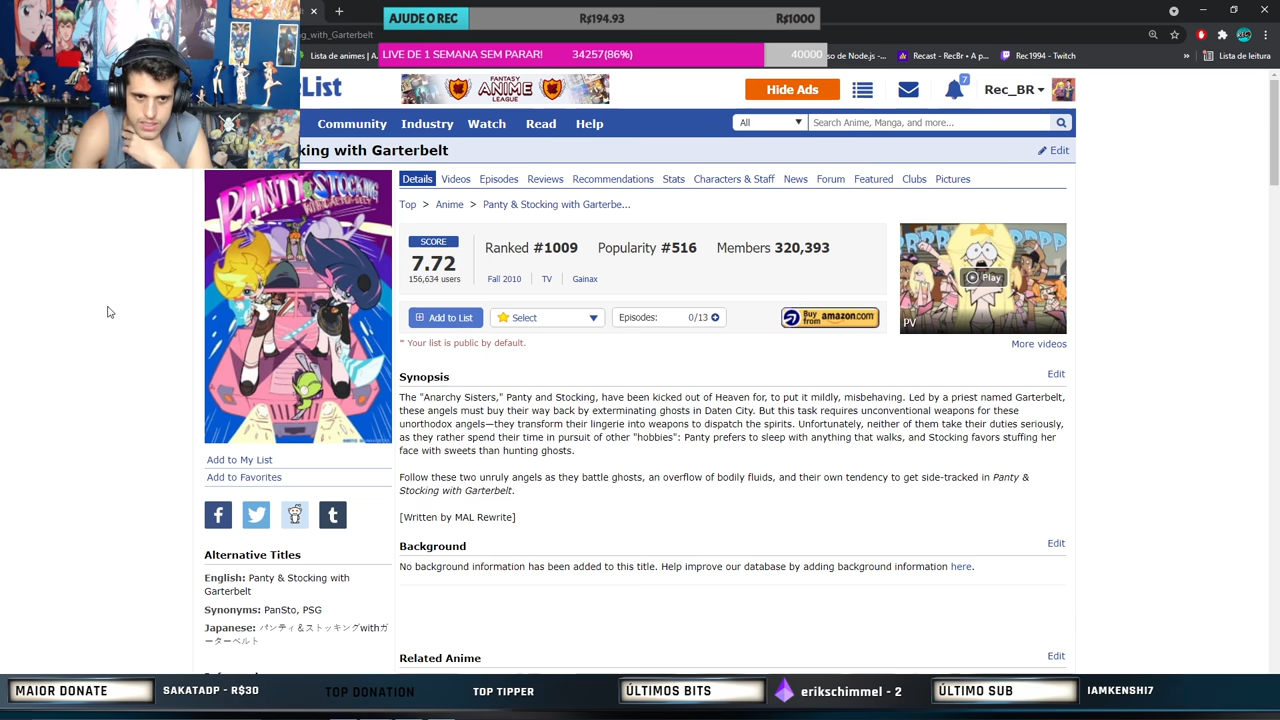 AJUDE O REC
R$194.93
R$1000
ng_with_Garterbelt
Lista de animes | A
LIVE DE 1 SEMANA SEM PARAR!
34257(86%)
40000
so de Node.js -...
Recast - RecBr • A p...
Rec1994 - Twitch
»
Lista de leitura
List
FANTASY
ANIME
LEAGUE
Hide Ads
7
Rec_BR
Community
Industry
Watch
Read
Help
All
Search Anime, Manga, and more...
king with Garterbelt
Edit
PANTY & STOCKING
WITH GARTERBELT
Details
Videos
Episodes
Reviews
Recommendations
Stats
Characters & Staff
News
Forum
Featured
Clubs
Pictures
Top > Anime > Panty & Stocking with Garterbe...
SCORE
7.72
156,634 users
Ranked #1009
Popularity #516
Members 320,393
Fall 2010
TV
Gainax
Play
PV
Add to List
Select
Episodes: 0/13
Buy from amazon.com
* Your list is public by default.
More videos
Synopsis
Edit
The "Anarchy Sisters," Panty and Stocking, have been kicked out of Heaven for, to put it mildly, misbehaving. Led by a priest named Garterbelt,
these angels must buy their way back by exterminating ghosts in Daten City. But this task requires unconventional weapons for these
unorthodox angels—they transform their lingerie into weapons to dispatch the spirits. Unfortunately, neither of them take their duties seriously,
as they rather spend their time in pursuit of other "hobbies": Panty prefers to sleep with anything that walks, and Stocking favors stuffing her
face with sweets than hunting ghosts.
Follow these two unruly angels as they battle ghosts, an overflow of bodily fluids, and their own tendency to get side-tracked in Panty &
Stocking with Garterbelt.
[Written by MAL Rewrite]
Background
Edit
No background information has been added to this title. Help improve our database by adding background information here.
Related Anime
Edit
Add to My List
Add to Favorites
Alternative Titles
English: Panty & Stocking with
Garterbelt
Synonyms: PanSto, PSG
Japanese: パンティ＆ストッキングwithガ
ーターベルト
MAIOR DONATE
SAKATADP - R$30
TOP DONATION
TOP TIPPER
ÚLTIMOS BITS
erikschimmel - 2
ÚLTIMO SUB
IAMKENSHI7